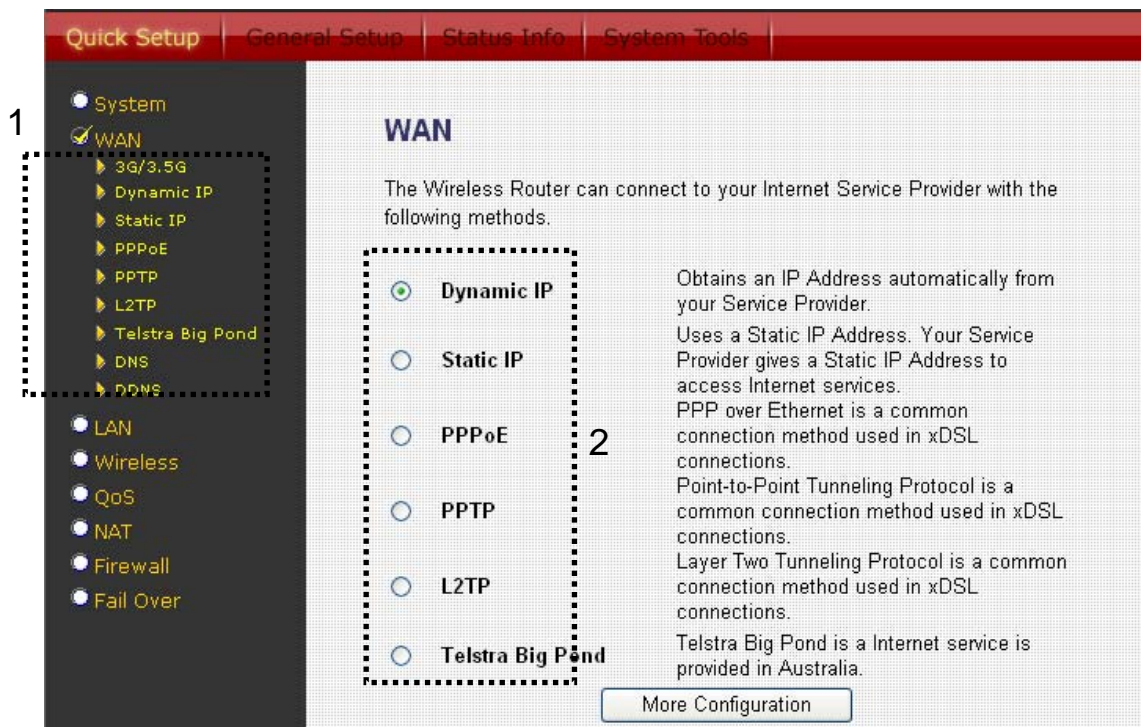 Quick Setup General Setup Status Info System Tools
1
System
WAN
3G/3.5G
Dynamic IP
Static IP
PPPoE
PPTP
L2TP
Telstra Big Pond
DNS
DDNS
LAN
Wireless
QoS
NAT
Firewall
Fail Over
WAN
The Wireless Router can connect to your Internet Service Provider with the
following methods.
2
Dynamic IP
Obtains an IP Address automatically from
your Service Provider.
Static IP
Uses a Static IP Address. Your Service
Provider gives a Static IP Address to
access Internet services.
PPPoE
PPP over Ethernet is a common
connection method used in xDSL
connections.
PPTP
Point-to-Point Tunneling Protocol is a
common connection method used in xDSL
connections.
L2TP
Layer Two Tunneling Protocol is a common
connection method used in xDSL
connections.
Telstra Big Pond
Telstra Big Pond is a Internet service is
provided in Australia.
More Configuration